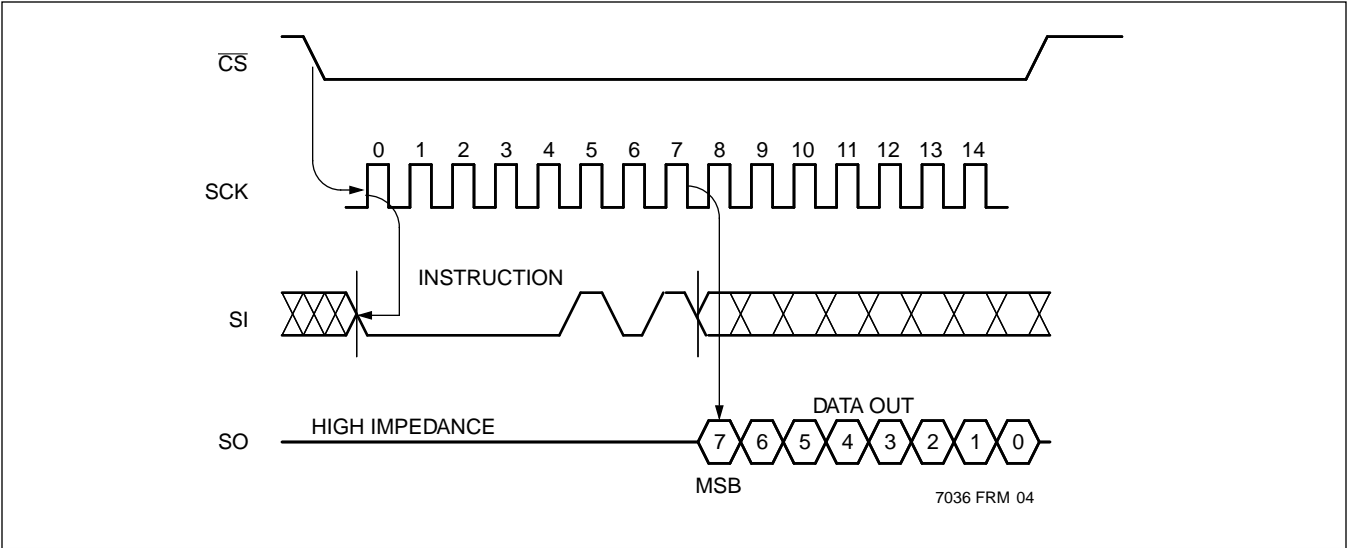 CS
0 1 2 3 4 5 6 7 8 9 10 11 12 13 14
SCK
INSTRUCTION
SI
DATA OUT
HIGH IMPEDANCE
SO
7 6 5 4 3 2 1 0
MSB
7036 FRM 04